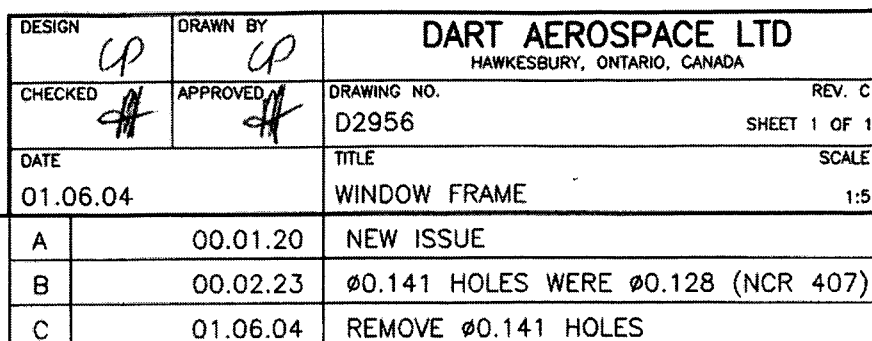 DESIGN DRAWN BY DART AEROSPACE LTD
CP CP HAWKESBURY, ONTARIO, CANADA
CHECKED APPROVED DRAWING NO. REV. C
D2956 SHEET 1 OF 1
DATE TITLE SCALE
01.06.04 WINDOW FRAME 1:5
A 00.01.20 NEW ISSUE
B 00.02.23 ø0.141 HOLES WERE ø0.128 (NCR 407)
C 01.06.04 REMOVE ø0.141 HOLES